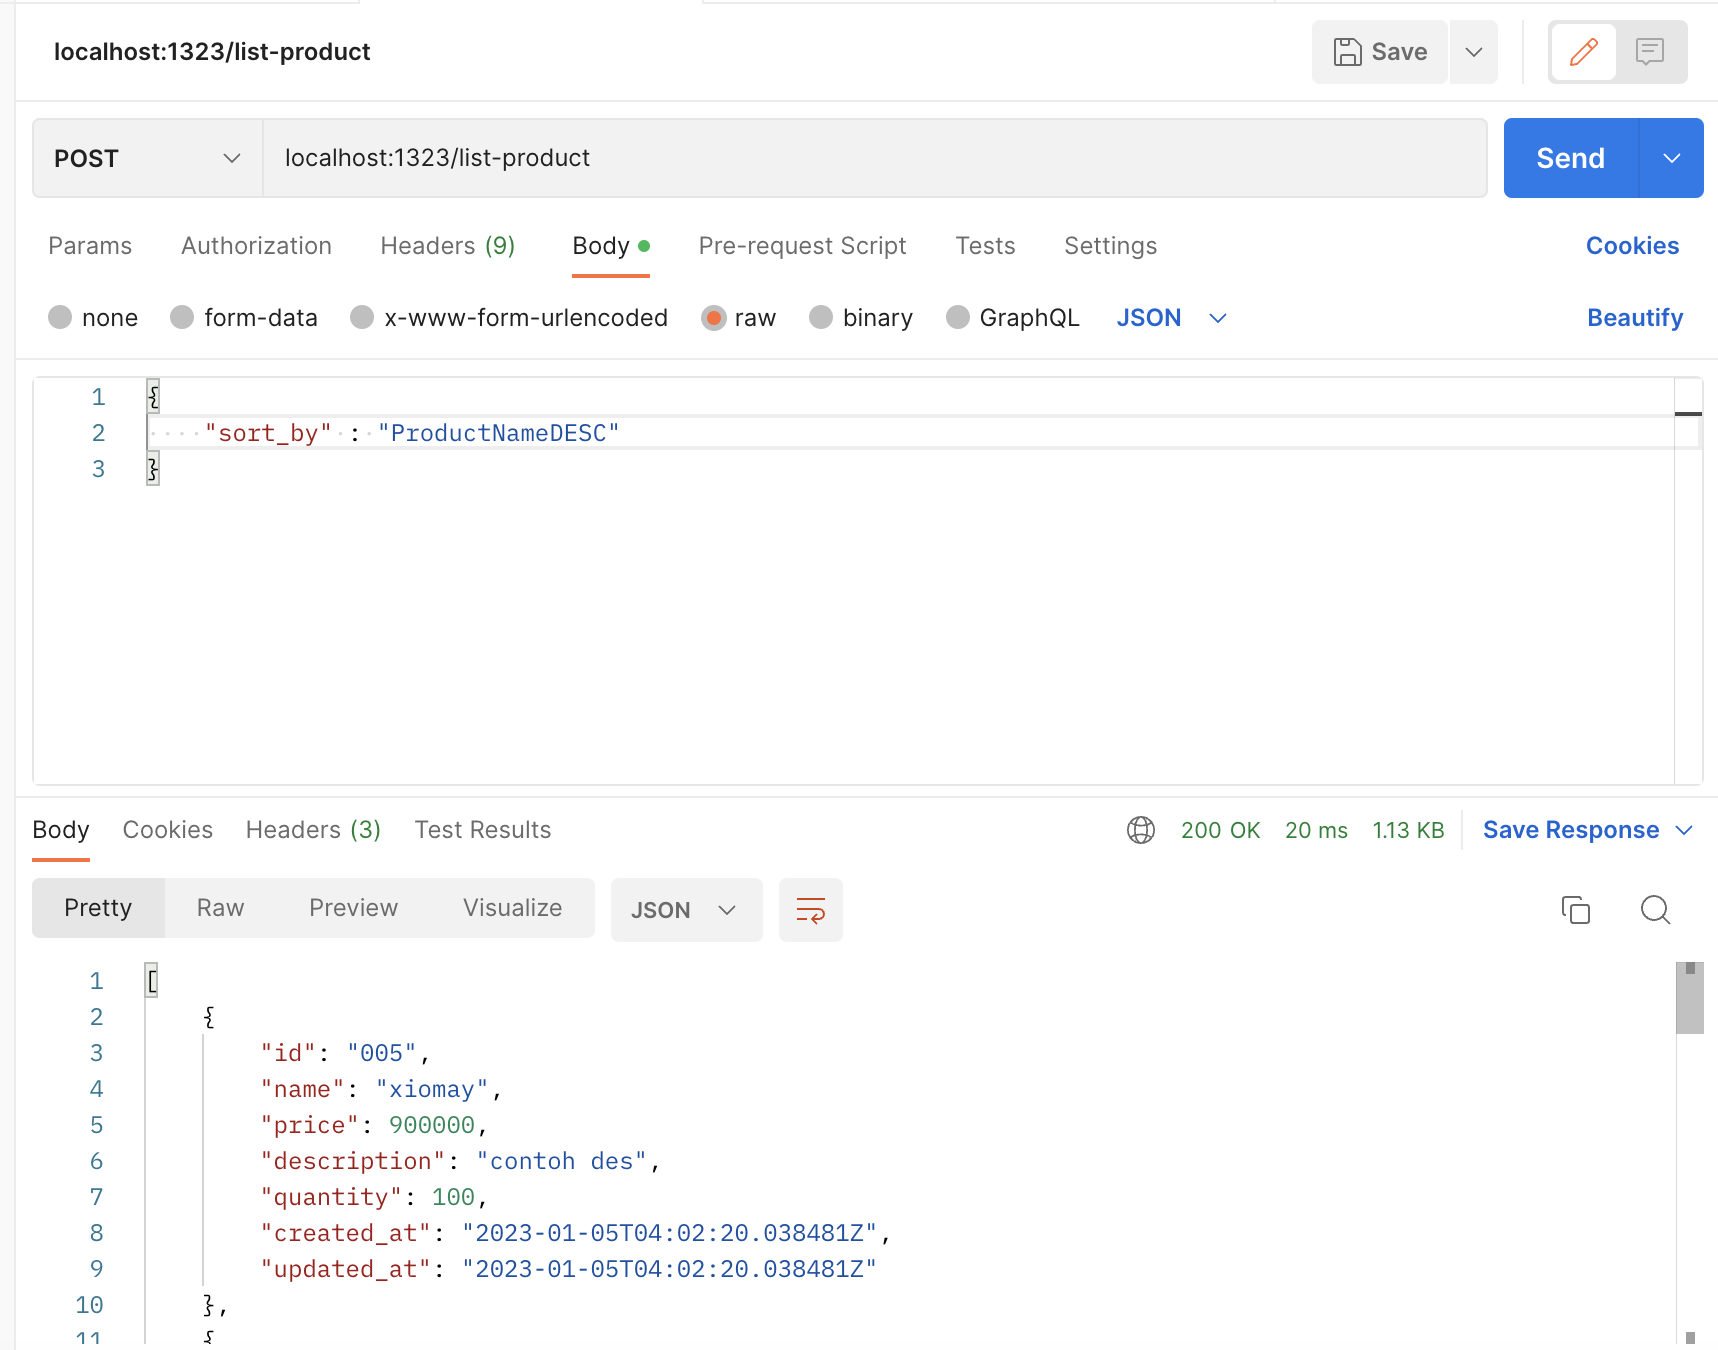 localhost:1323/list-product
Save
POST
localhost:1323/list-product
Send
Params Authorization Headers (9) Body Pre-request Script Tests Settings Cookies
none form-data x-www-form-urlencoded raw binary GraphQL JSON Beautify
1 {
2 "sort_by" : "ProductNameDESC"
3 }
Body Cookies Headers (3) Test Results 200 OK 20 ms 1.13 KB Save Response
Pretty Raw Preview Visualize JSON
1 [
2 {
3 "id": "005",
4 "name": "xiomay",
5 "price": 900000,
6 "description": "contoh des",
7 "quantity": 100,
8 "created_at": "2023-01-05T04:02:20.038481Z",
9 "updated_at": "2023-01-05T04:02:20.038481Z"
10 },
11 {